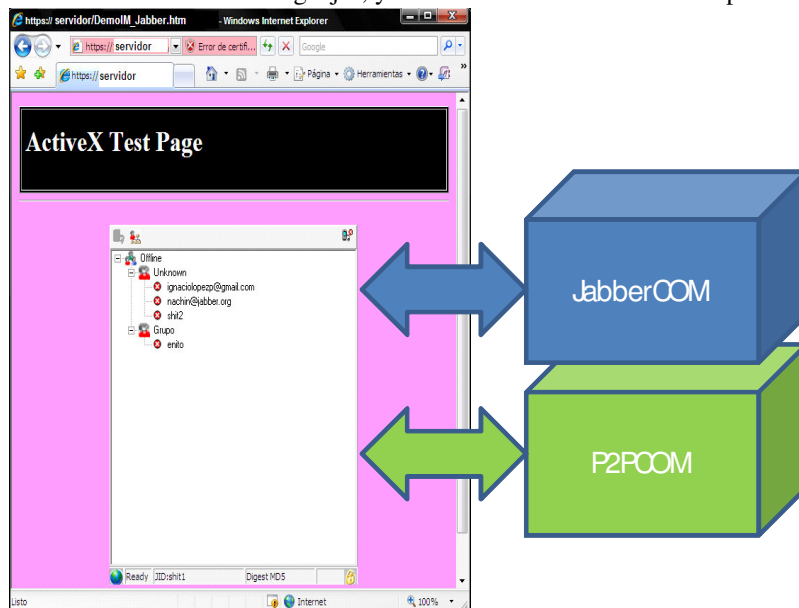 https:// servidor/DemoIM_Jabber.htm - Windows Internet Explorer
https:// servidor Error de certifi... Google
https:// servidor Página Herramientas »
ActiveX Test Page
Offline
Unknown
ignaciolopezp@gmail.com
nachin@jabber.org
shit2
Grupo
enito
JabberCOM
P2PCOM
Ready JID:shit1 Digest MD5
Listo Internet 100%